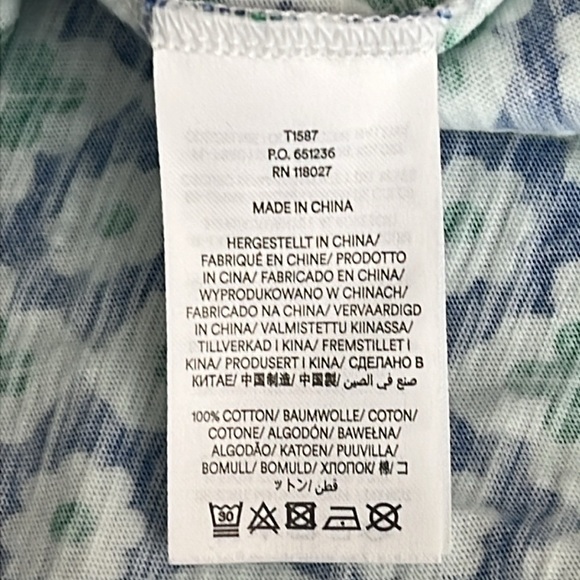 T1587
P.O. 651236
RN 118027
MADE IN CHINA
HERGESTELLT IN CHINA/
FABRIQUÉ EN CHINE/ PRODOTTO
IN CINA/ FABRICADO EN CHINA/
WYPRODUKOWANO W CHINACH/
FABRICADO NA CHINA/ VERVAARDIGD
IN CHINA/ VALMISTETTU KIINASSA/
TILLVERKAD I KINA/ FREMSTILLET I
KINA/ PRODUSERT I KINA/ СДЕЛАНО В
КИТАЕ/ 中国制造/ 中国製/ صنع في الصين
100% COTTON/ BAUMWOLLE/ COTON/
COTONE/ ALGODÓN/ BAWEŁNA/
ALGODÃO/ KATOEN/ PUUVILLA/
BOMULL/ BOMULD/ ХЛОПОК/ 棉/ コ
ットン/ قطن
30